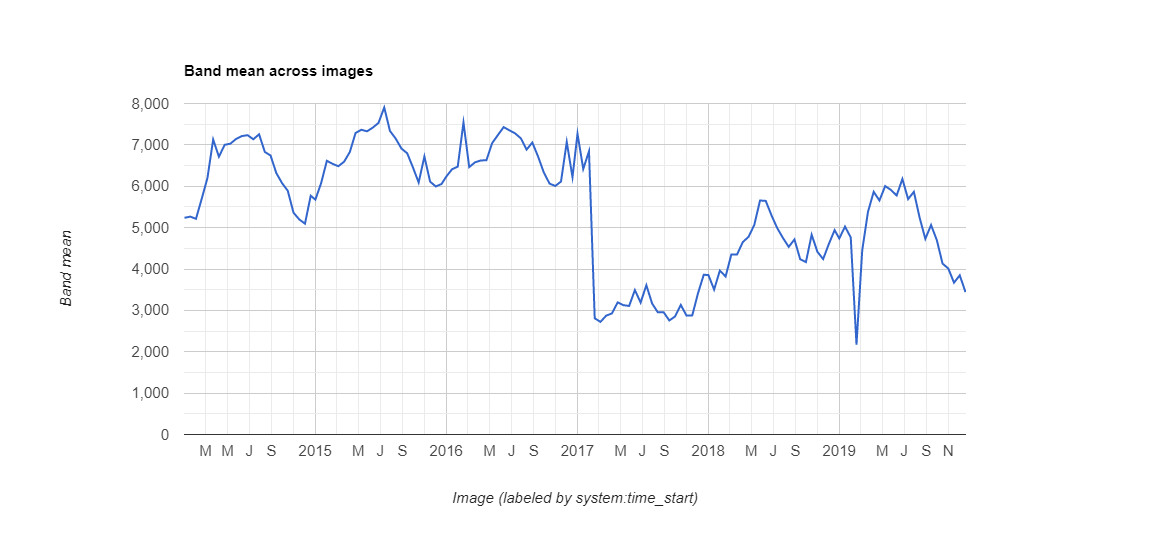 Band mean across images
8,000
7,000
6,000
5,000
4,000
3,000
2,000
1,000
0
Band mean
M M J S 2015 M J S 2016 M J S 2017 M J S 2018 M J S 2019 M J S N
Image (labeled by system:time_start)